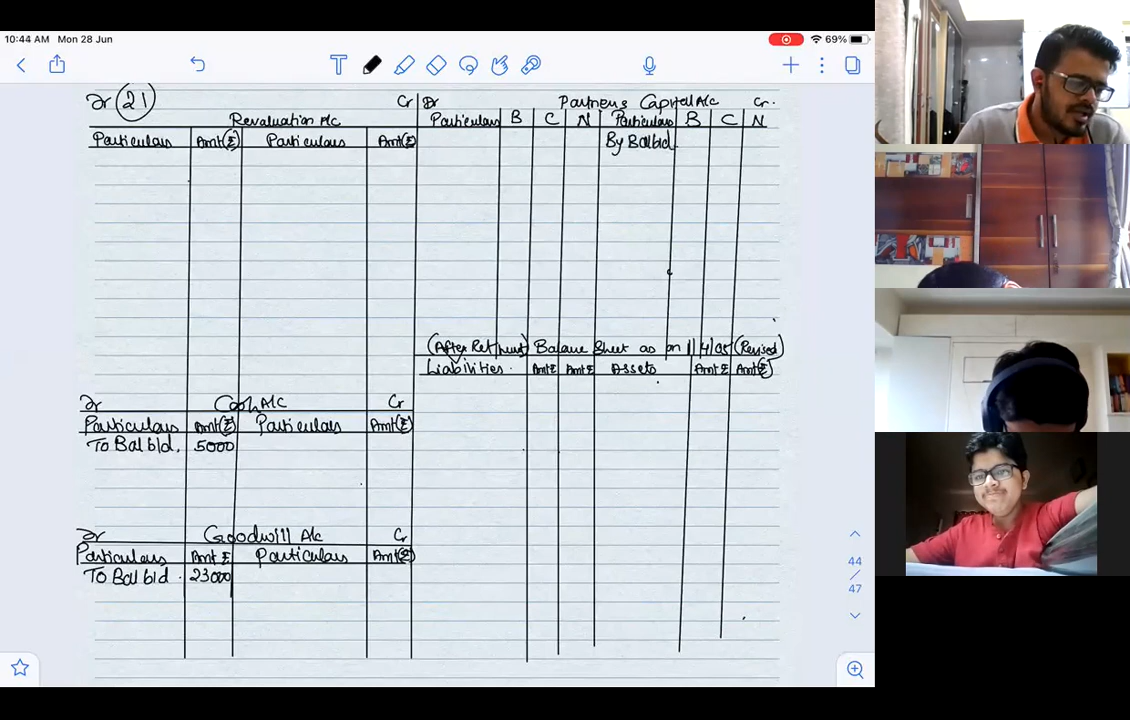 10:44 AM Mon 28 Jun
69%
Dr (21) Cr
Revaluation A/c
Particulars Amt(₹) Particulars Amt(₹)
Dr Partners Capital A/c Cr.
Particulars B C N Particulars B C N
By Bal b/d
(After Ret) Balance Sheet as on 1/4/05 (Revised)
Liabilities. Amt ₹ Amt ₹ Assets Amt ₹ Amt(₹)
Dr Cash A/c Cr
Particulars Amt(₹) Particulars Amt(₹)
To Bal b/d. 5000
Dr Goodwill A/c Cr
Particulars Amt ₹ Particulars Amt(₹)
To Bal b/d. 23000
44
/
47